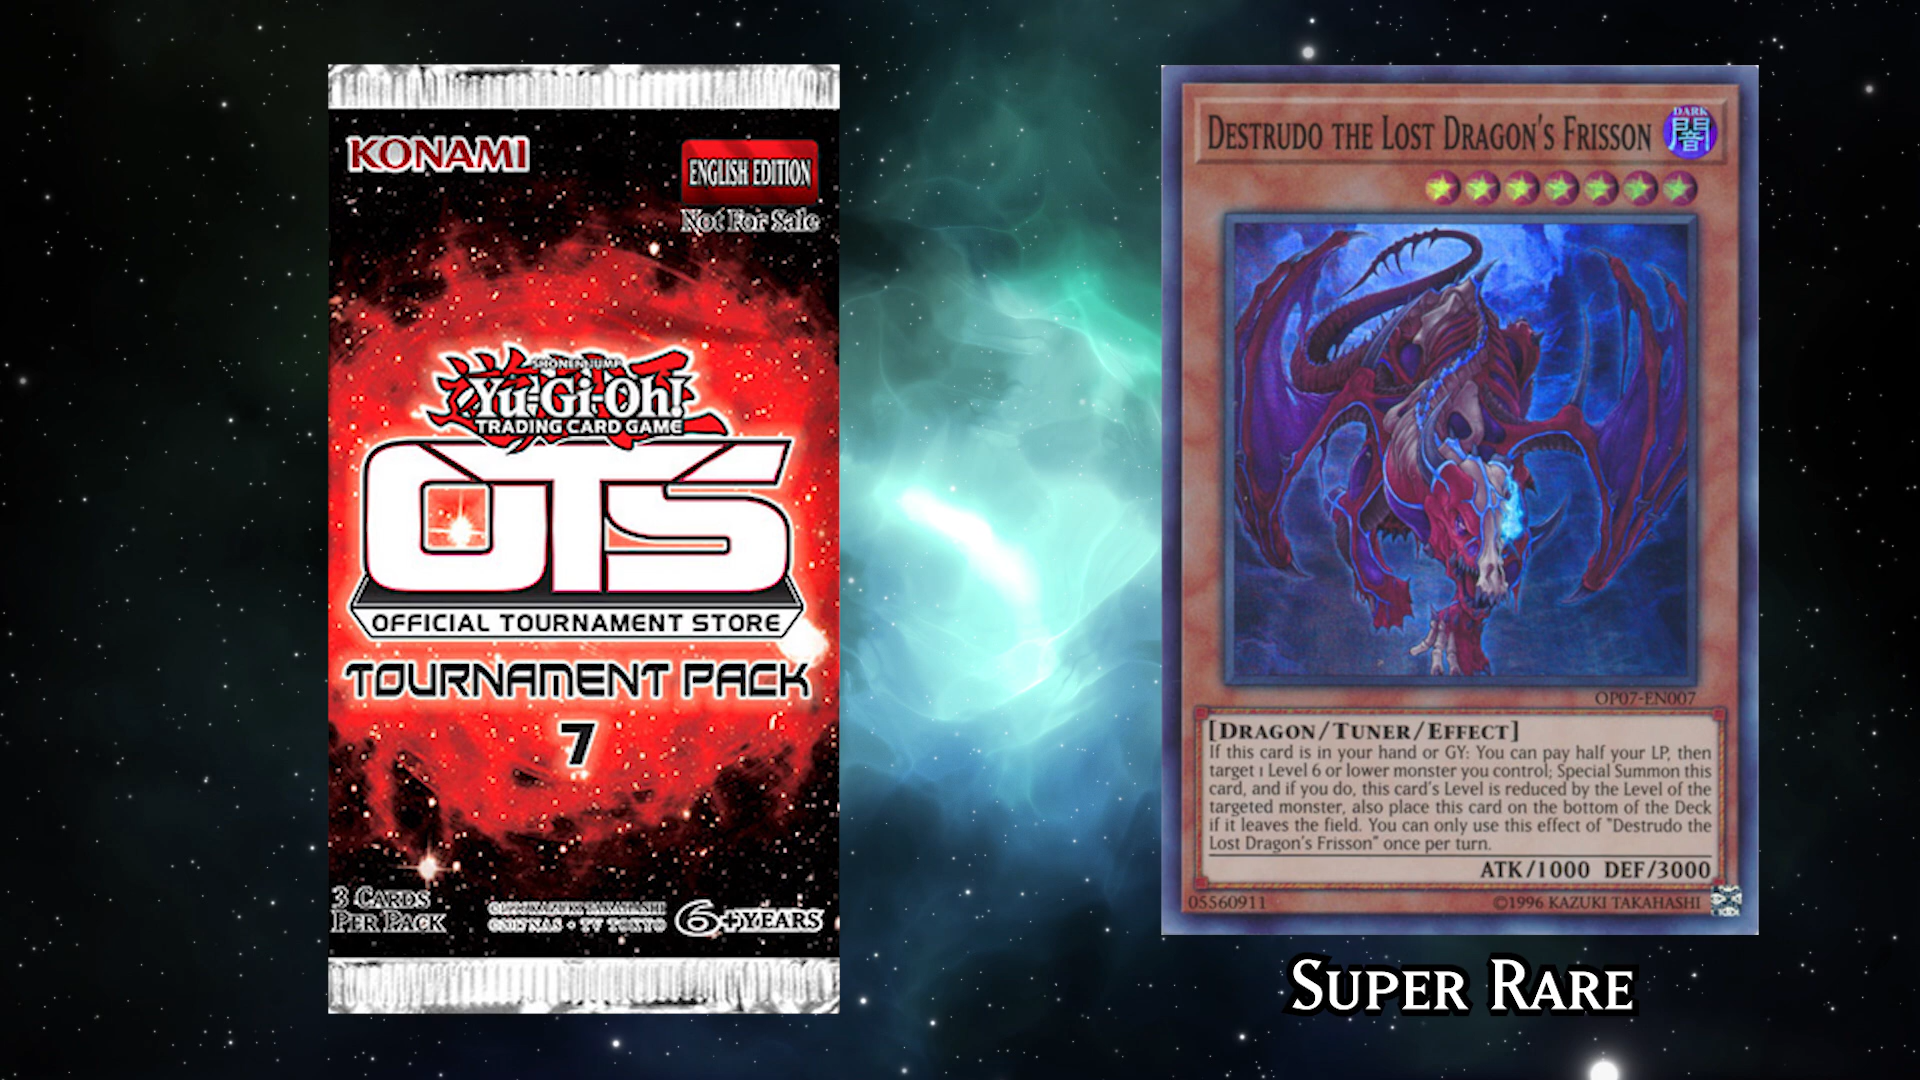 KONAMI
ENGLISH EDITION
Not For Sale
SHONEN JUMP
遊戯王
Yu-Gi-Oh!
TRADING CARD GAME
OTS
OFFICIAL TOURNAMENT STORE
TOURNAMENT PACK
7
3 CARDS
PER PACK
6+YEARS
DESTRUDO THE LOST DRAGON'S FRISSON
DARK
闇
OP07-EN007
[DRAGON/TUNER/EFFECT]
If this card is in your hand or GY: You can pay half your LP, then
target 1 Level 6 or lower monster you control; Special Summon this
card, and if you do, this card's Level is reduced by the Level of the
targeted monster, also place this card on the bottom of the Deck
if it leaves the field. You can only use this effect of "Destrudo the
Lost Dragon's Frisson" once per turn.
ATK/1000 DEF/3000
05560911
©1996 KAZUKI TAKAHASHI
SUPER RARE